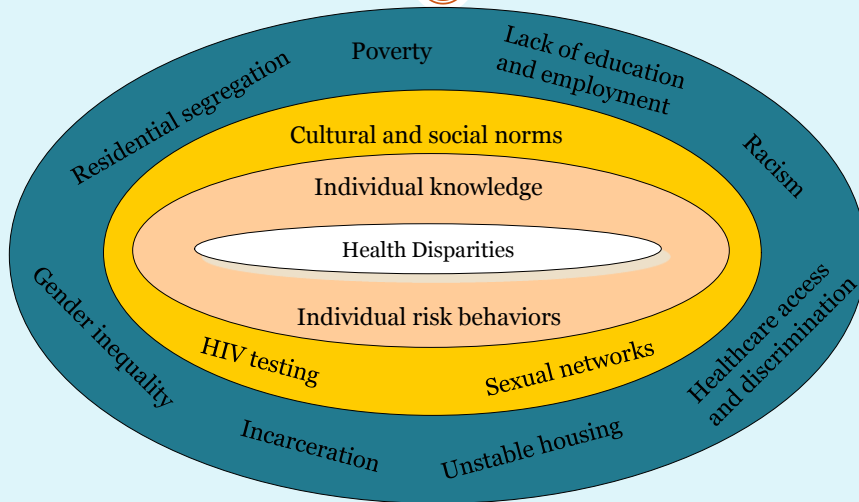 Poverty
Lack of education
and employment
Residential segregation
Racism
Cultural and social norms
Individual knowledge
Health Disparities
Individual risk behaviors
HIV testing
Sexual networks
Gender inequality
Healthcare access
and discrimination
Incarceration
Unstable housing